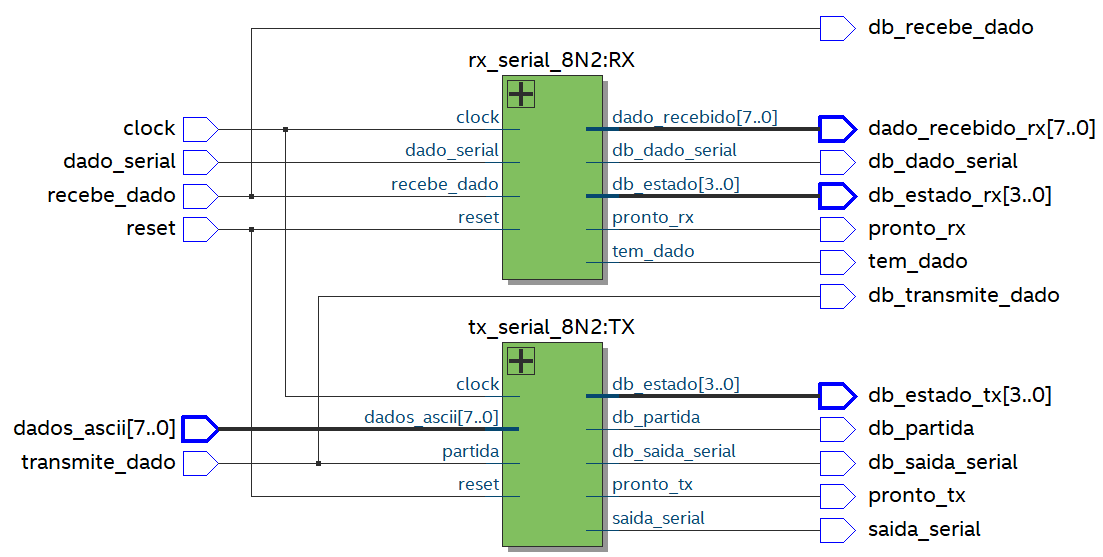 db_recebe_dado
rx_serial_8N2:RX
clock
clock
dado_recebido[7..0]
dado_recebido_rx[7..0]
dado_serial
dado_serial
db_dado_serial
db_dado_serial
recebe_dado
recebe_dado
db_estado[3..0]
db_estado_rx[3..0]
reset
reset
pronto_rx
pronto_rx
tem_dado
tem_dado
db_transmite_dado
tx_serial_8N2:TX
clock
db_estado[3..0]
db_estado_tx[3..0]
dados_ascii[7..0]
dados_ascii[7..0]
db_partida
db_partida
transmite_dado
partida
db_saida_serial
db_saida_serial
reset
pronto_tx
pronto_tx
saida_serial
saida_serial